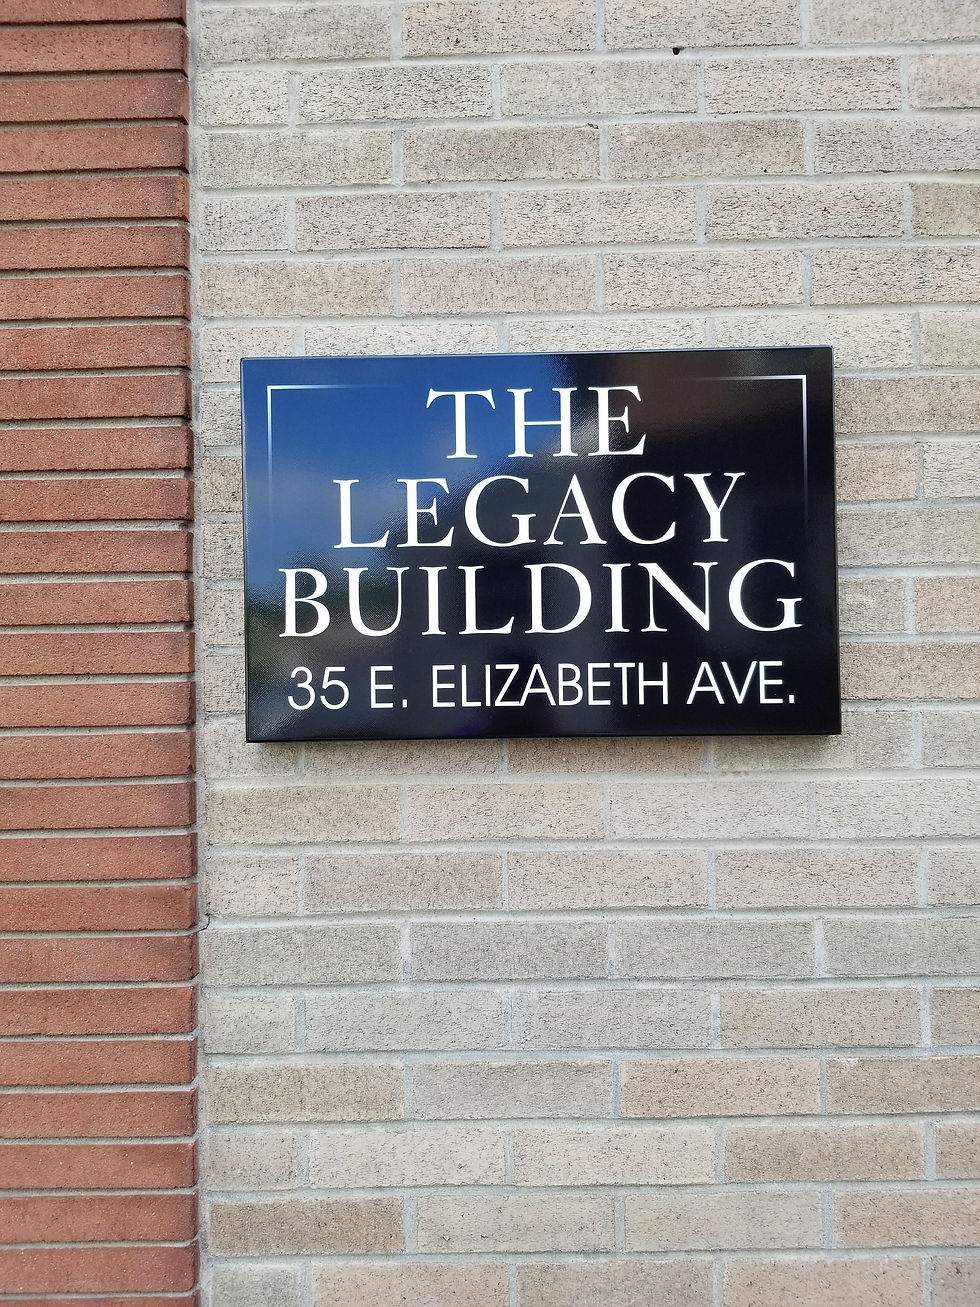 THE
LEGACY
BUILDING
35 E. ELIZABETH AVE.